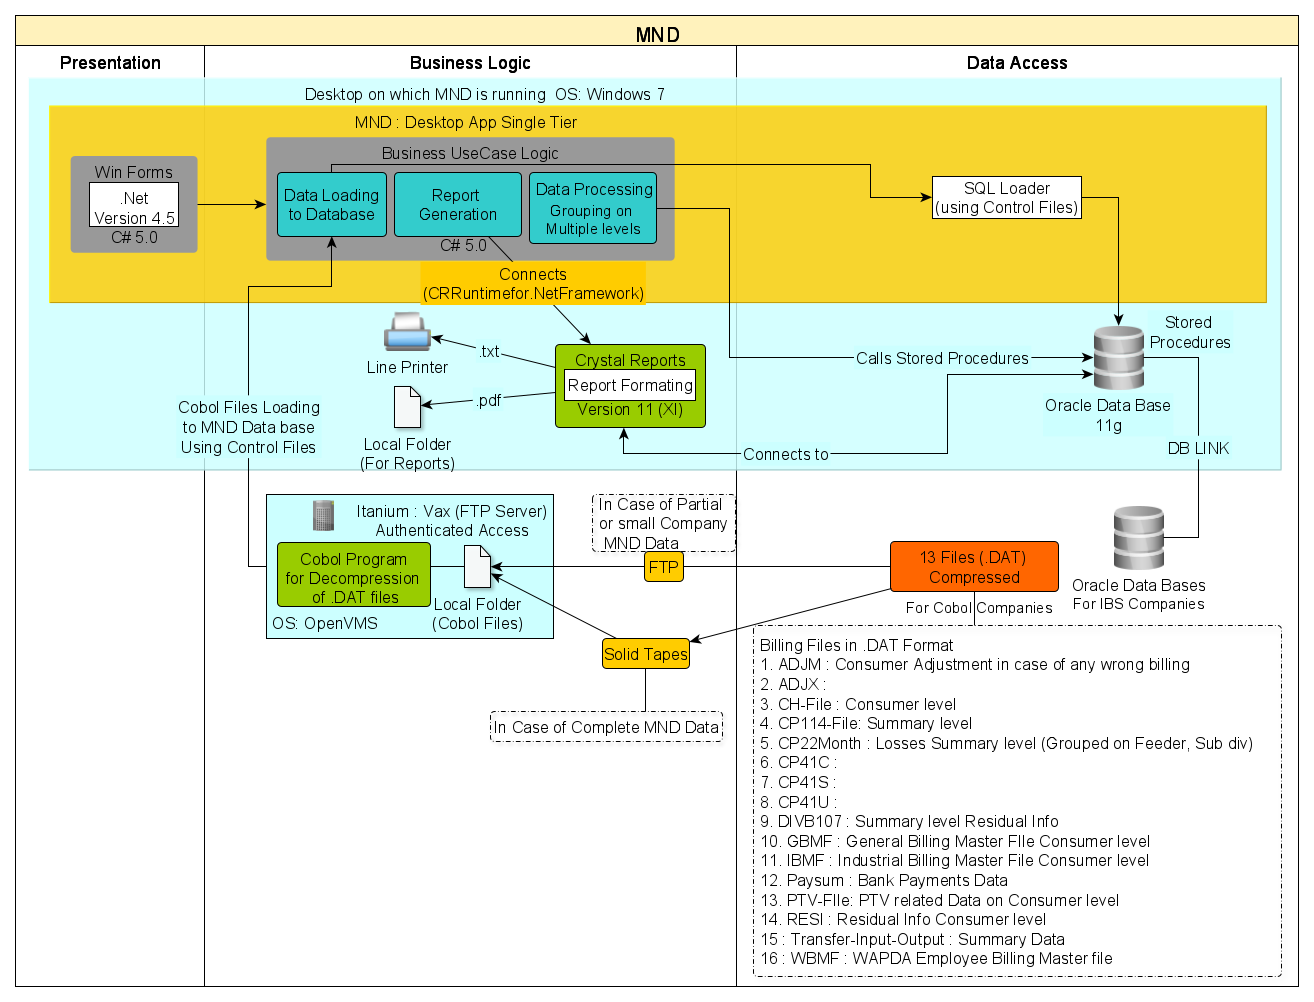 MND
Presentation
Business Logic
Data Access
Desktop on which MND is running  OS: Windows 7
MND : Desktop App Single Tier
Win Forms
.Net
Version 4.5
C# 5.0
Business UseCase Logic
Data Loading
to Database
Report
Generation
Data Processing
Grouping on
Multiple levels
C# 5.0
SQL Loader
(using Control Files)
Connects
(CRRuntimefor.NetFramework)
Line Printer
.txt
.pdf
Local Folder
(For Reports)
Crystal Reports
Report Formating
Version 11 (XI)
Calls Stored Procedures
Connects to
Stored
Procedures
Oracle Data Base
11g
DB LINK
Cobol Files Loading
to MND Data base
Using Control Files
Itanium : Vax (FTP Server)
Authenticated Access
Cobol Program
for Decompression
of .DAT files
Local Folder
(Cobol Files)
OS: OpenVMS
In Case of Partial
or small Company
MND Data
FTP
Solid Tapes
In Case of Complete MND Data
13 Files (.DAT)
Compressed
For Cobol Companies
Oracle Data Bases
For IBS Companies
Billing Files in .DAT Format
1. ADJM : Consumer Adjustment in case of any wrong billing
2. ADJX :
3. CH-File : Consumer level
4. CP114-File: Summary level
5. CP22Month : Losses Summary level (Grouped on Feeder, Sub div)
6. CP41C :
7. CP41S :
8. CP41U :
9. DIVB107 : Summary level Residual Info
10. GBMF : General Billing Master FIle Consumer level
11. IBMF : Industrial Billing Master File Consumer level
12. Paysum : Bank Payments Data
13. PTV-FIle: PTV related Data on Consumer level
14. RESI : Residual Info Consumer level
15 : Transfer-Input-Output : Summary Data
16 : WBMF : WAPDA Employee Billing Master file